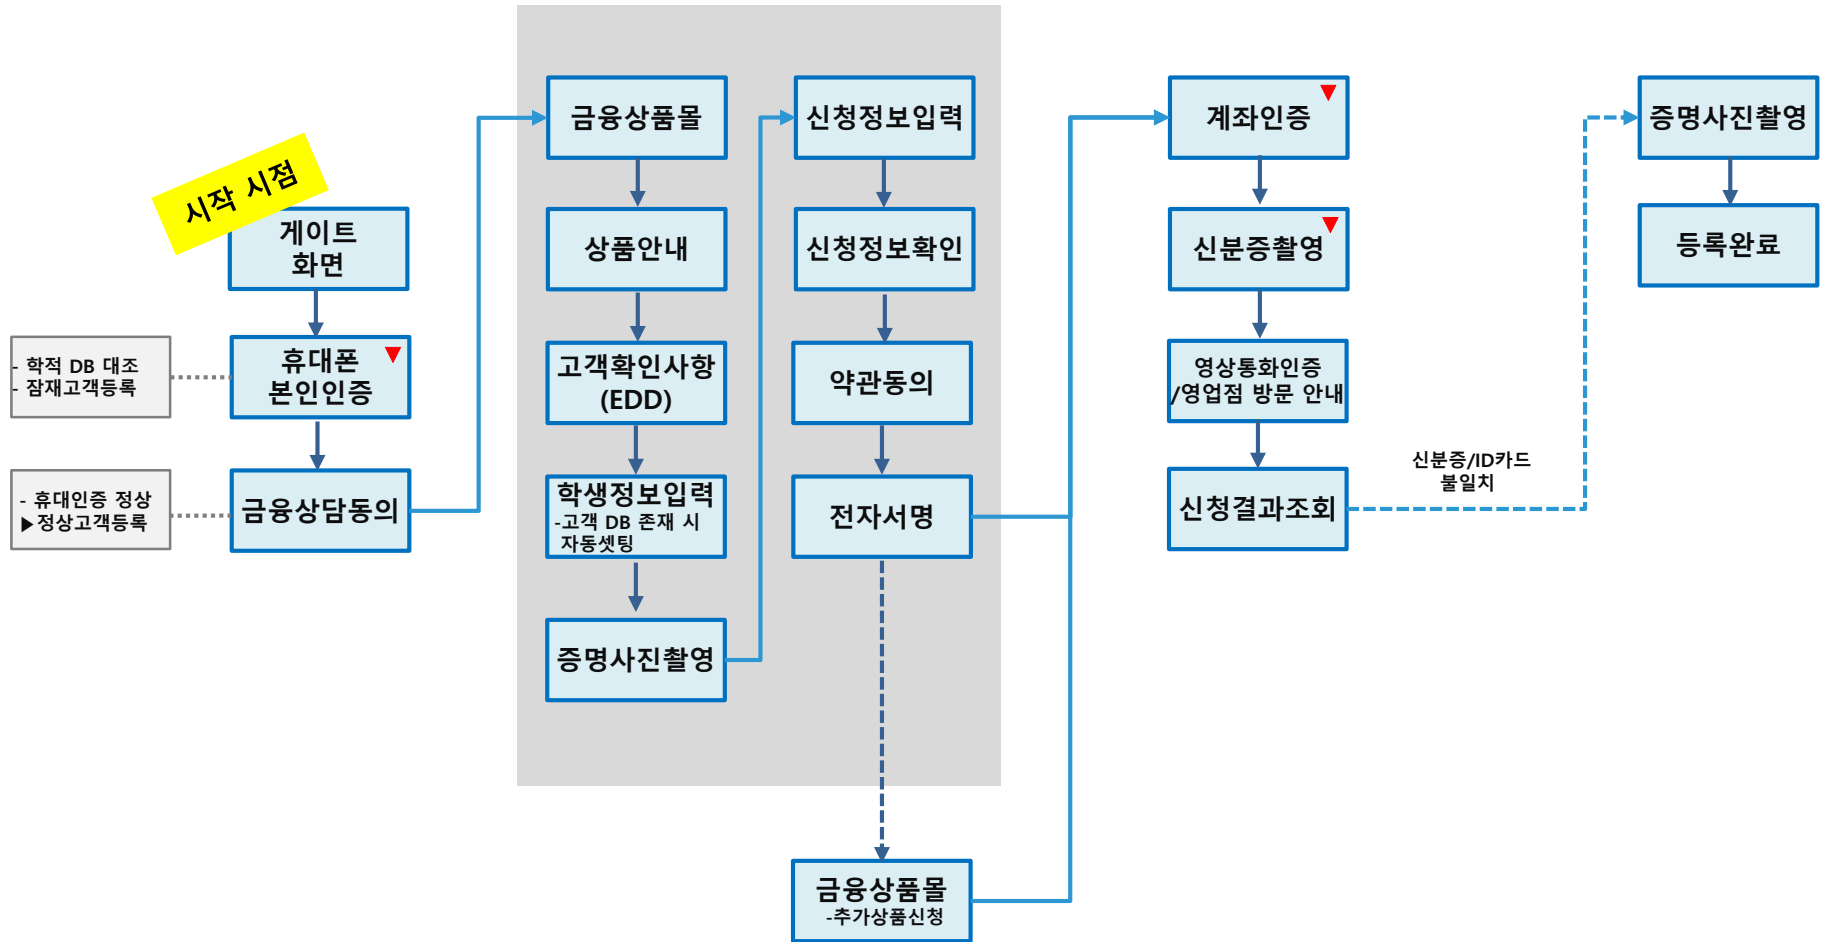 시작 시점
게이트
화면
- 학적 DB 대조
- 잠재고객등록
휴대폰
본인인증
- 휴대인증 정상
▶정상고객등록
금융상담동의
금융상품몰
상품안내
고객확인사항
(EDD)
학생정보입력
-고객 DB 존재 시
자동셋팅
증명사진촬영
신청정보입력
신청정보확인
약관동의
전자서명
금융상품몰
-추가상품신청
계좌인증
신분증촬영
영상통화인증
/영업점 방문 안내
신청결과조회
신분증/ID카드
불일치
증명사진촬영
등록완료